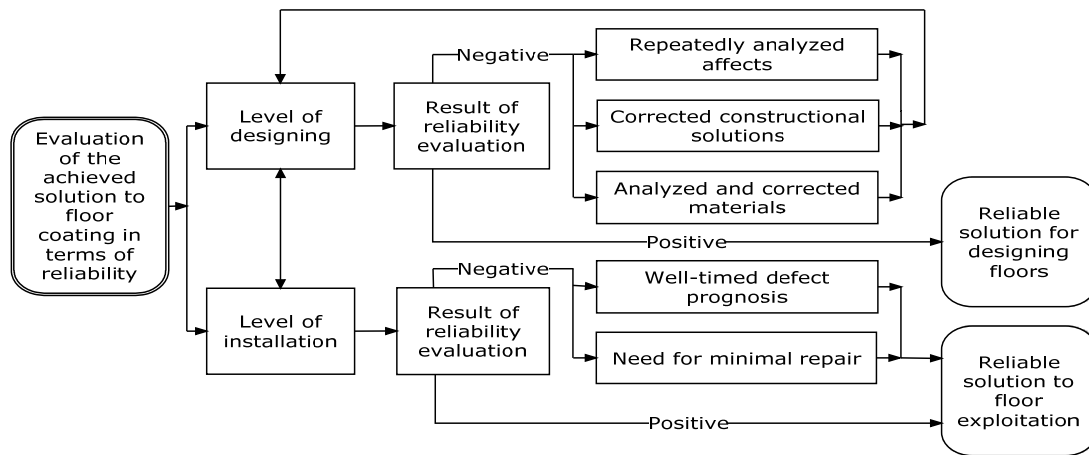 Evaluation
of the
achieved
solution to
floor
coating in
terms of
reliability
Level of
designing
Result of
reliability
evaluation
Negative
Repeatedly analyzed
affects
Corrected constructional
solutions
Analyzed and corrected
materials
Positive
Reliable
solution for
designing
floors
Level of
installation
Result of
reliability
evaluation
Negative
Well-timed defect
prognosis
Need for minimal repair
Positive
Reliable
solution to
floor
exploitation